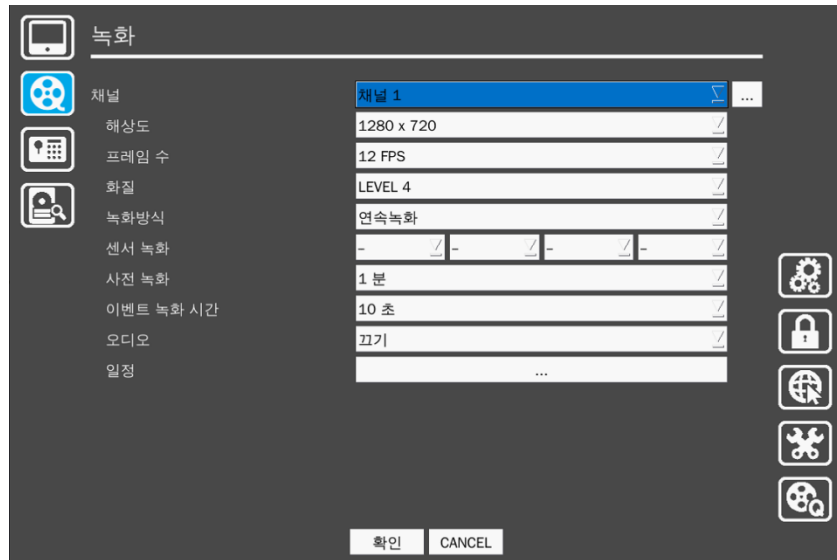 녹화
채널 채널 1 ...
해상도 1280 x 720
프레임 수 12 FPS
화질 LEVEL 4
녹화방식 연속녹화
센서 녹화 - - - -
사전 녹화 1 분
이벤트 녹화 시간 10 초
오디오 끄기
일정 ...
확인 CANCEL